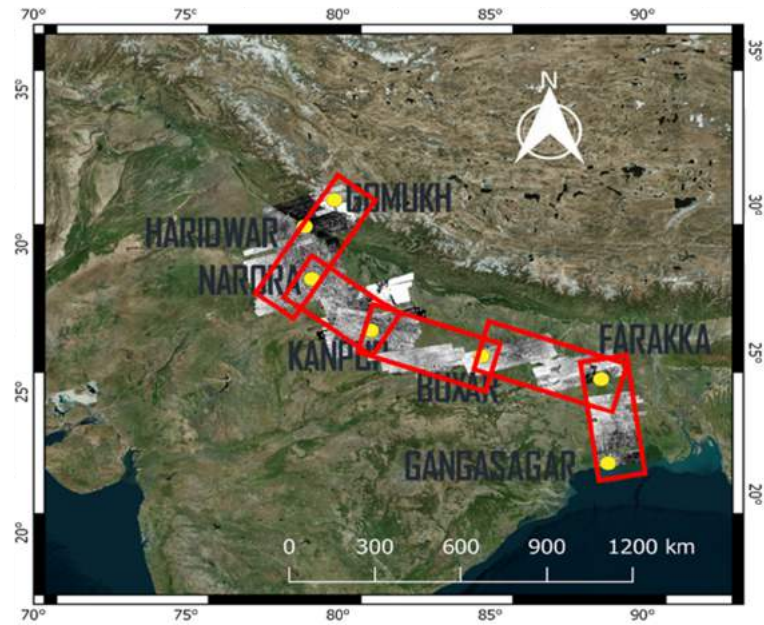 70° 75° 80° 85° 90°
35° 35°
N
GOMUKH
HARIDWAR
30° 30°
NARORA
FARAKKA
KANPUR
25° 25°
BUXAR
GANGASAGAR
20° 20°
0 300 600 900 1200 km
70° 75° 80° 85° 90°